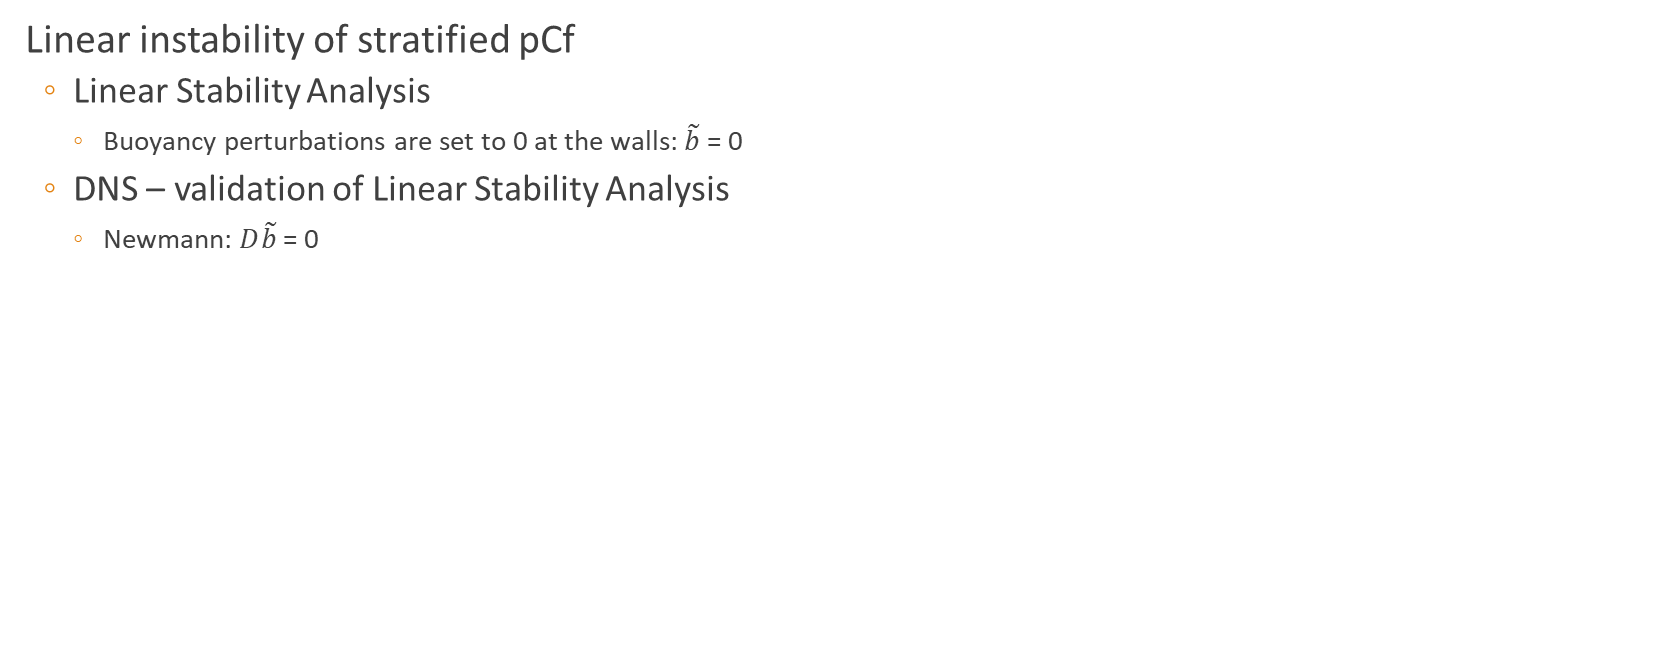 Linear instability of stratified pCf
◦ Linear Stability Analysis
◦ Buoyancy perturbations are set to 0 at the walls: b̃ = 0
◦ DNS – validation of Linear Stability Analysis
◦ Newmann: D b̃ = 0